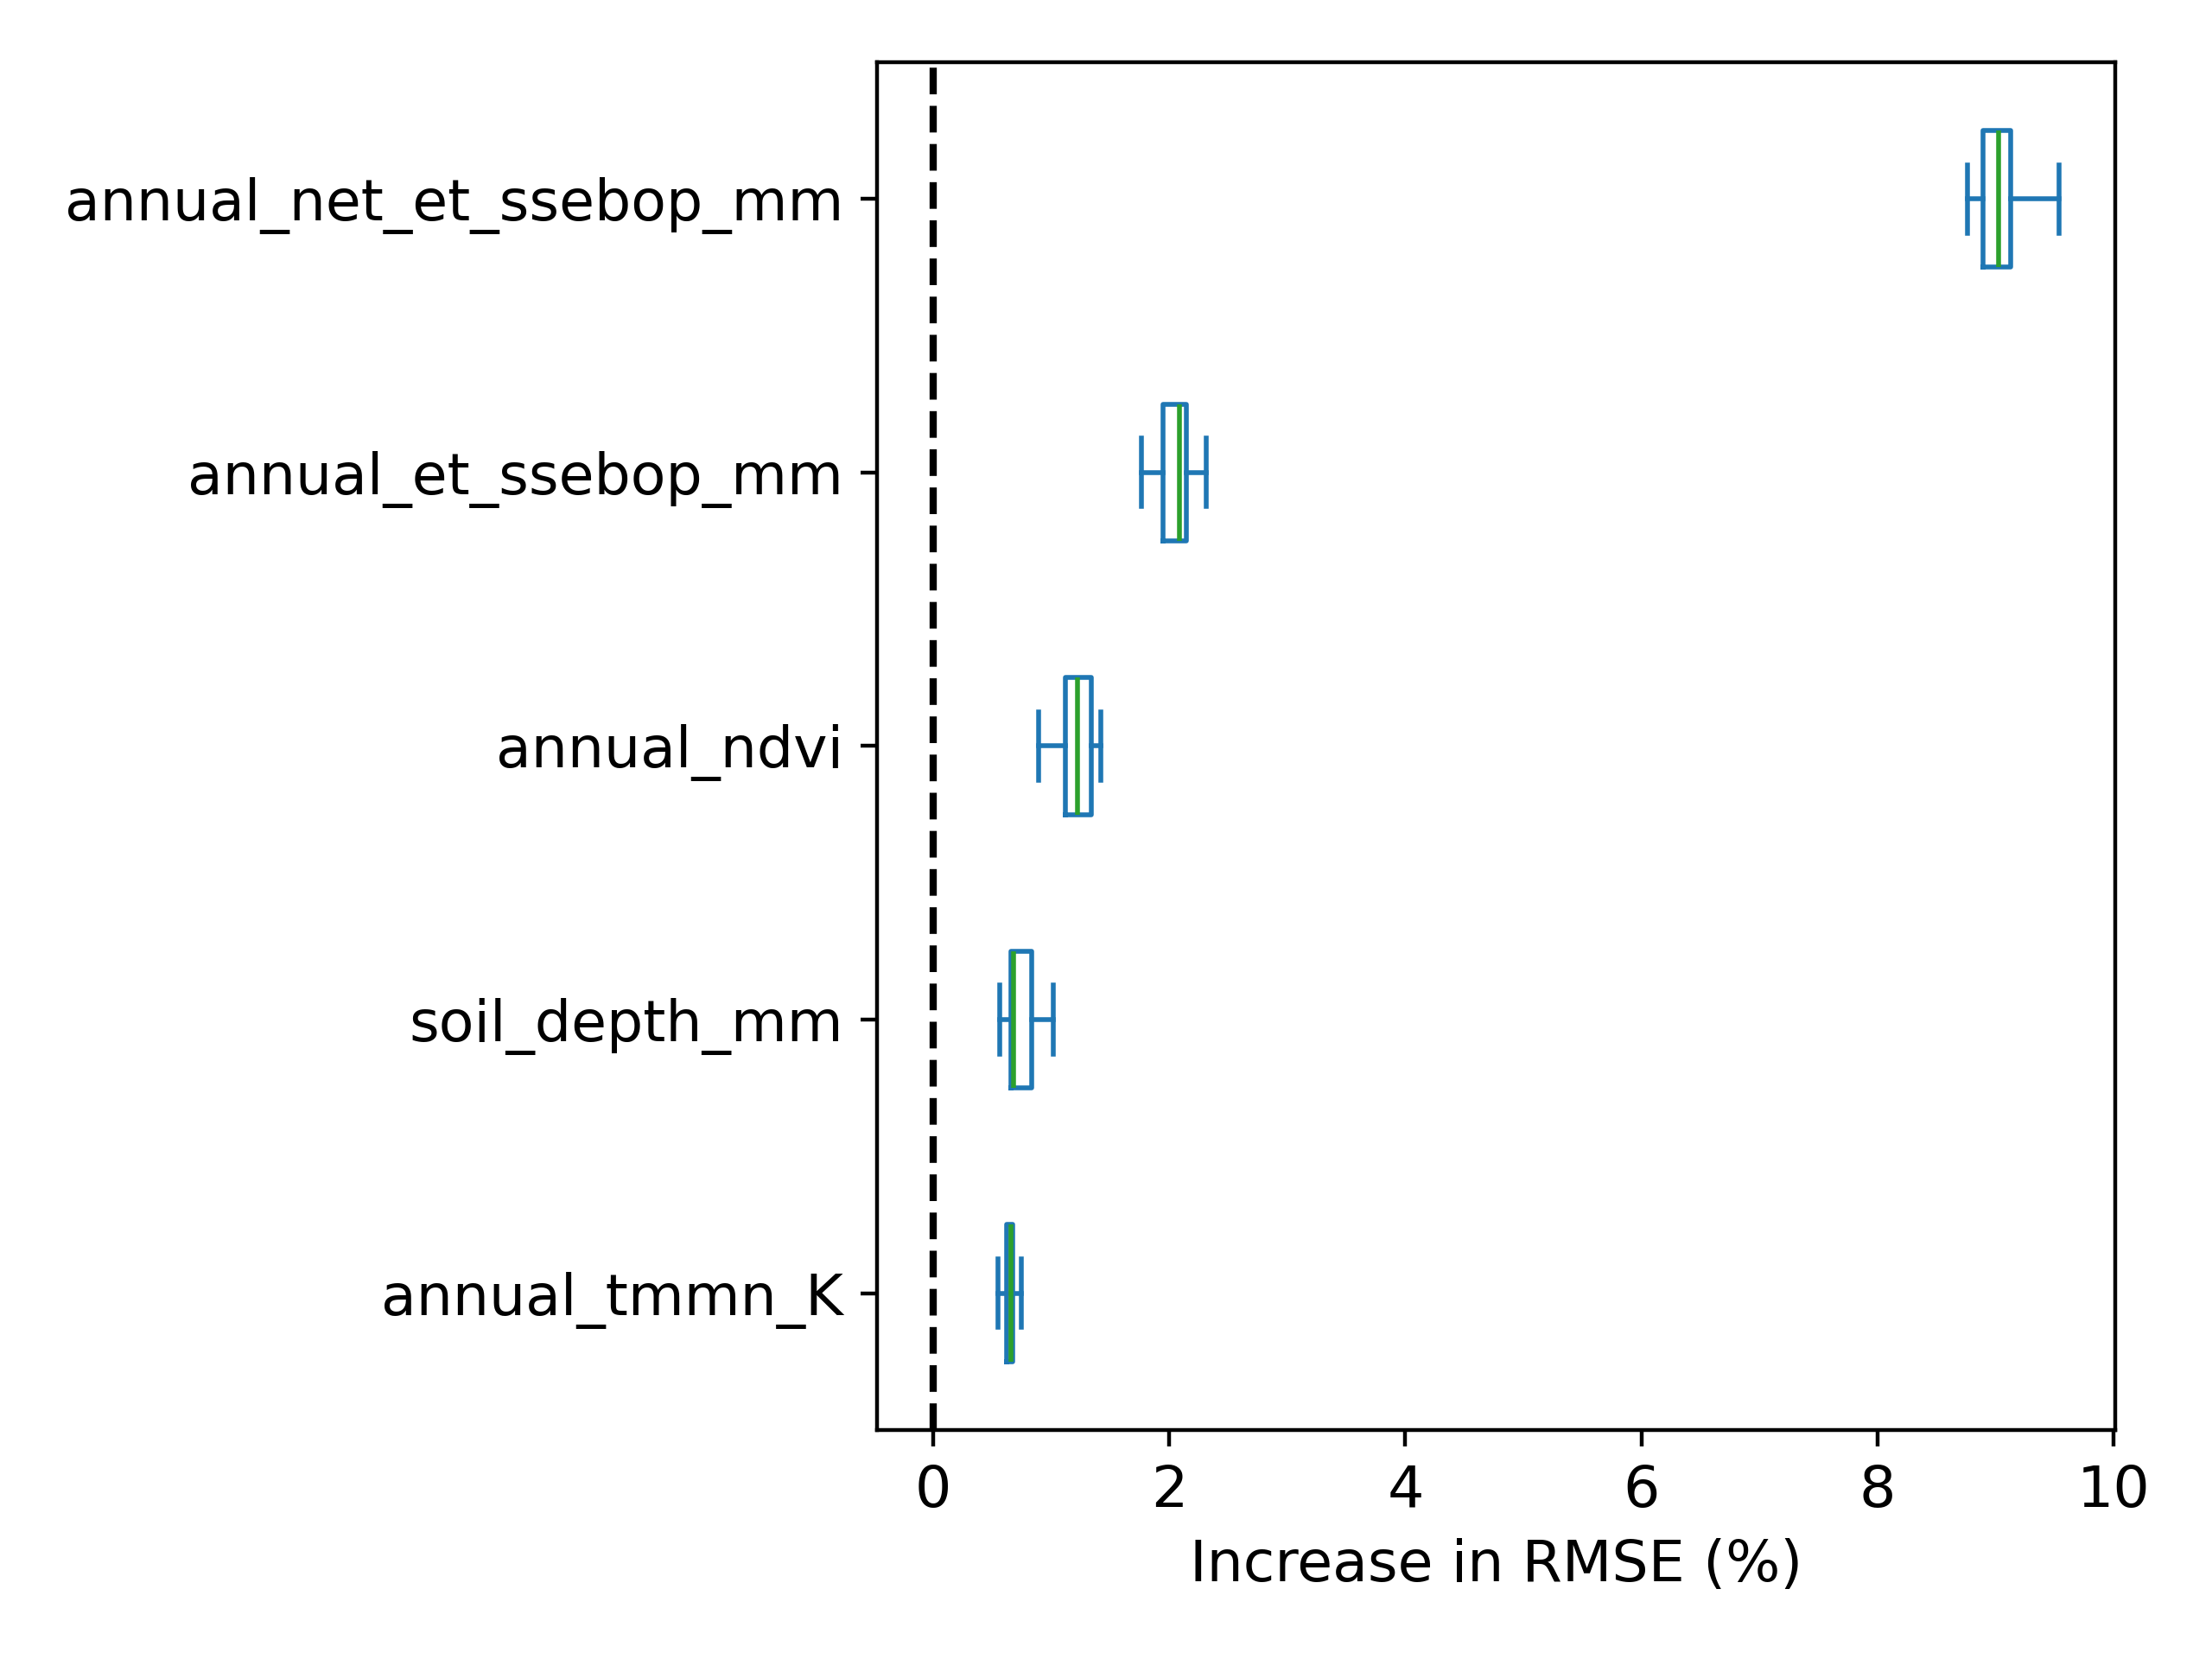 annual_net_et_ssebop_mm
annual_et_ssebop_mm
annual_ndvi
soil_depth_mm
annual_tmmn_K
0 2 4 6 8 10
Increase in RMSE (%)